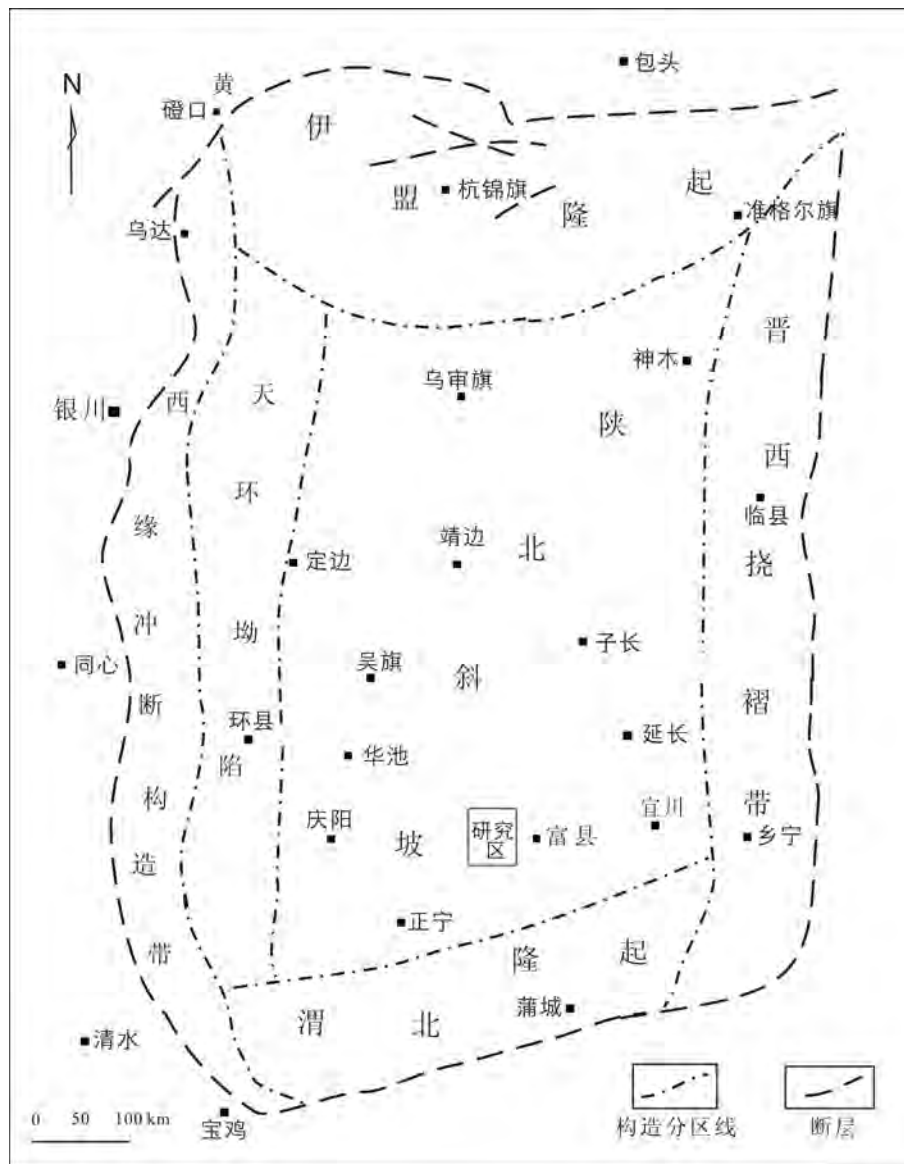 N
黄
包头
磴口
伊盟隆起
杭锦旗
准格尔旗
乌达
神木
乌审旗
银川
西缘冲断构造带
天环坳陷
陕北斜坡
晋西挠褶带
临县
定边
靖边
子长
同心
吴旗
环县
华池
延长
庆阳
研究区
富县
宜川
乡宁
正宁
渭北隆起
蒲城
清水
宝鸡
0 50 100 km
构造分区线
断层